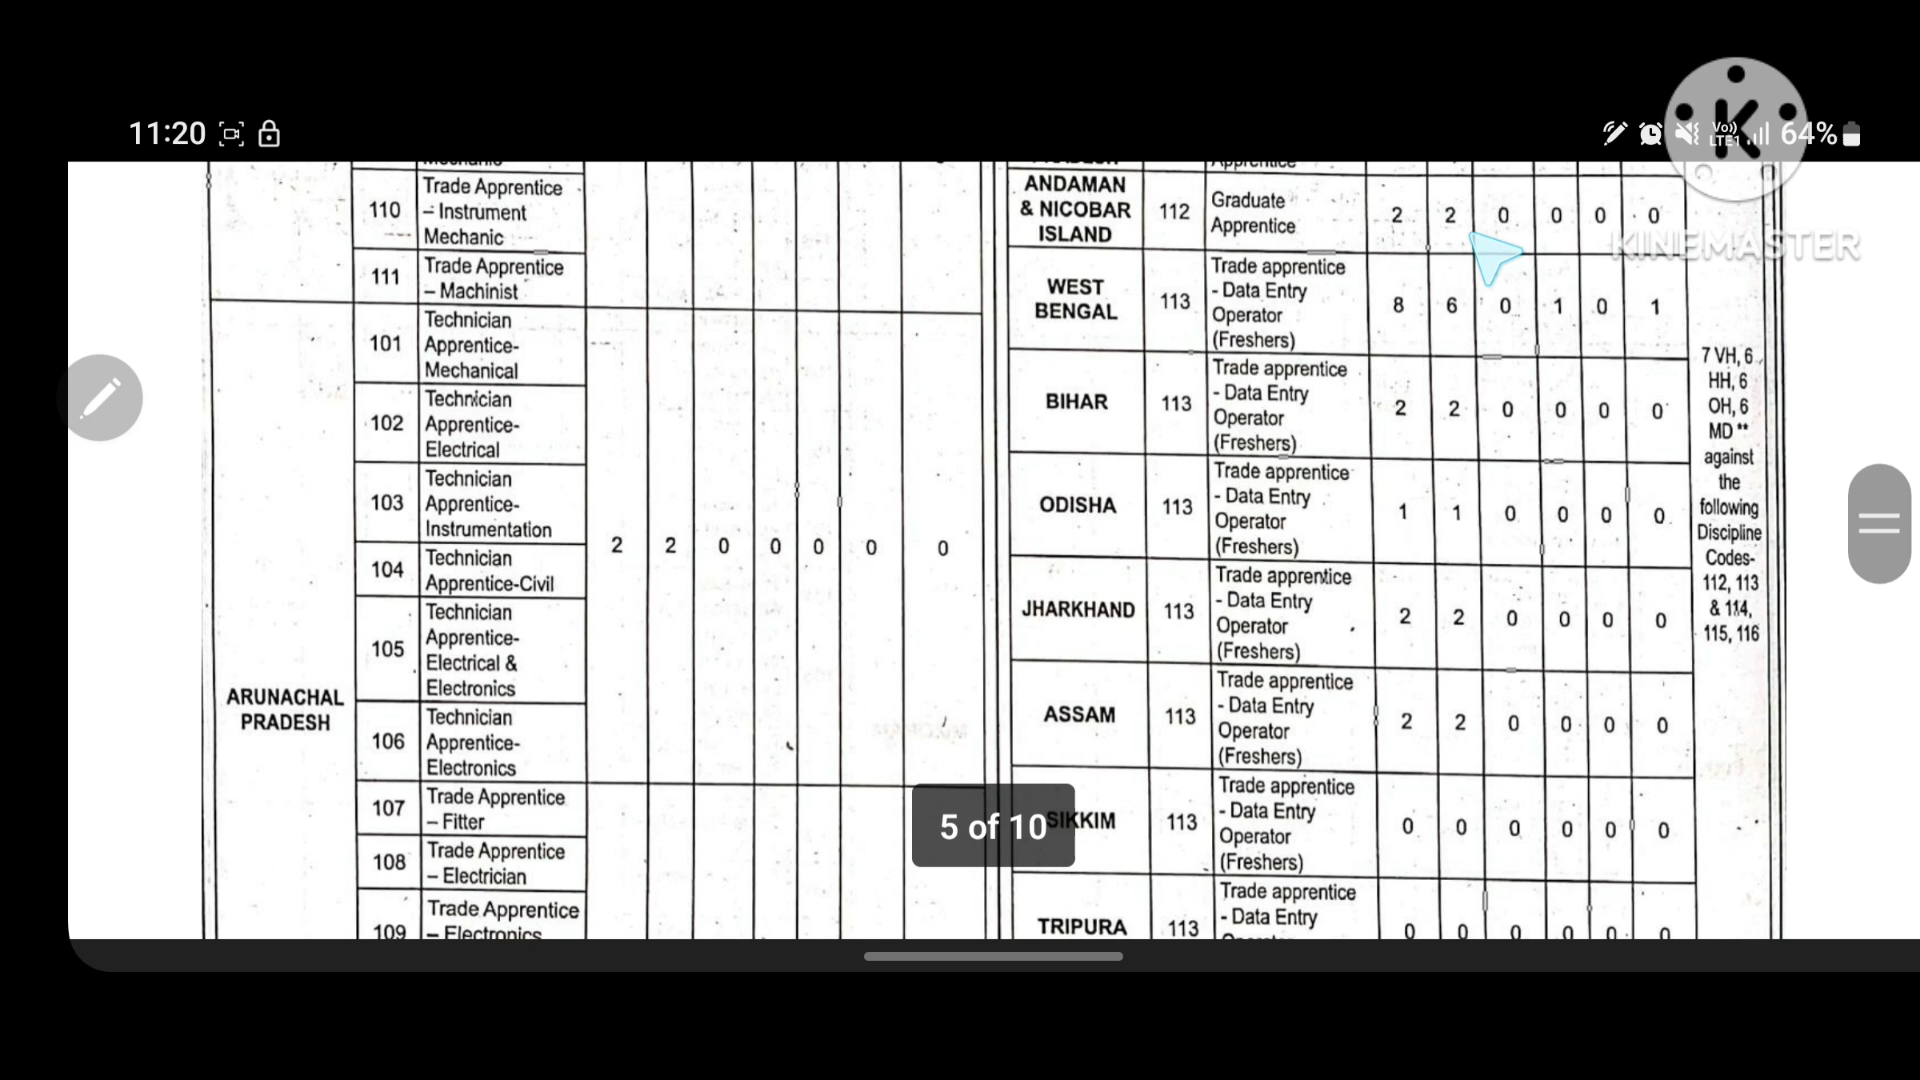 11:20
Vo))
LTE1
64%
K
KINEMASTER
110
Trade Apprentice
– Instrument
Mechanic
111
Trade Apprentice
– Machinist
ARUNACHAL
PRADESH
101
Technician
Apprentice-
Mechanical
102
Technician
Apprentice-
Electrical
103
Technician
Apprentice-
Instrumentation
104
Technician
Apprentice-Civil
105
Technician
Apprentice-
Electrical &
Electronics
106
Technician
Apprentice-
Electronics
107
Trade Apprentice
– Fitter
108
Trade Apprentice
– Electrician
109
Trade Apprentice
– Electronics
2 2 0 0 0 0 0
5 of 10
Apprentice
ANDAMAN
& NICOBAR
ISLAND
112
Graduate
Apprentice
2 2 0 0 0 0
WEST
BENGAL
113
Trade apprentice
- Data Entry
Operator
(Freshers)
8 6 0 1 0 1
BIHAR
113
Trade apprentice
- Data Entry
Operator
(Freshers)
2 2 0 0 0 0
ODISHA
113
Trade apprentice
- Data Entry
Operator
(Freshers)
1 1 0 0 0 0
JHARKHAND
113
Trade apprentice
- Data Entry
Operator
(Freshers)
2 2 0 0 0 0
ASSAM
113
Trade apprentice
- Data Entry
Operator
(Freshers)
2 2 0 0 0 0
SIKKIM
113
Trade apprentice
- Data Entry
Operator
(Freshers)
0 0 0 0 0 0
TRIPURA
113
Trade apprentice
- Data Entry
0 0 0 0 0 0
7 VH, 6
HH, 6
OH, 6
MD **
against
the
following
Discipline
Codes-
112, 113
& 114,
115, 116